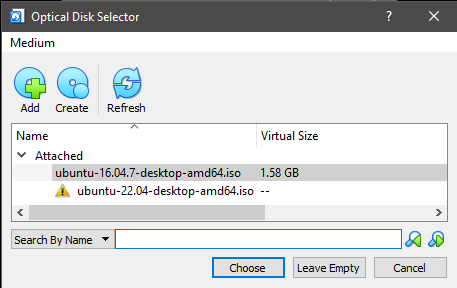 Optical Disk Selector
Medium
Add Create Refresh
Name Virtual Size
Attached
ubuntu-16.04.7-desktop-amd64.iso 1.58 GB
ubuntu-22.04-desktop-amd64.iso --
Search By Name
Choose Leave Empty Cancel